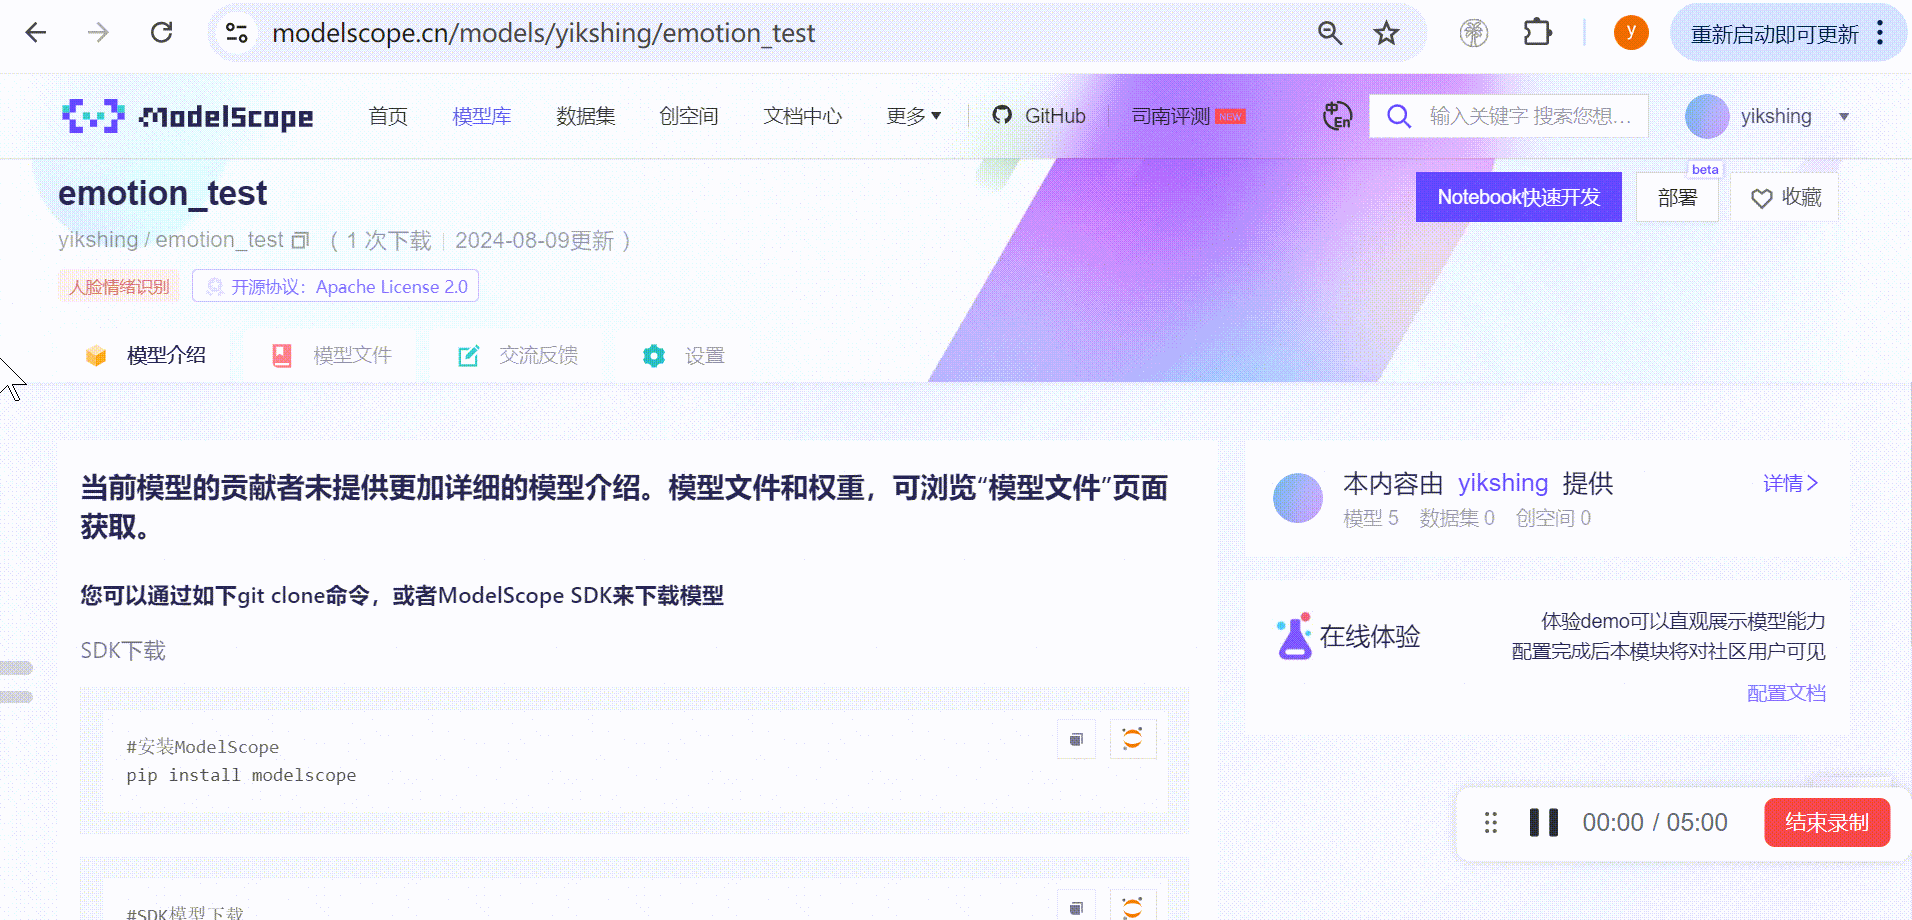 modelscope.cn/models/yikshing/emotion_test
y
重新启动即可更新
ModelScope
首页
模型库
数据集
创空间
文档中心
更多
GitHub
司南评测 NEW
中
En
输入关键字 搜索您想...
yikshing
emotion_test
beta
Notebook快速开发
部署
收藏
yikshing / emotion_test
( 1 次下载 | 2024-08-09更新 )
人脸情绪识别
开源协议：Apache License 2.0
模型介绍
模型文件
交流反馈
设置
当前模型的贡献者未提供更加详细的模型介绍。模型文件和权重，可浏览“模型文件”页面
获取。
您可以通过如下git clone命令，或者ModelScope SDK来下载模型
SDK下载
#安装ModelScope
pip install modelscope
#SDK模型下载
本内容由 yikshing 提供
详情
模型 5 数据集 0 创空间 0
在线体验
体验demo可以直观展示模型能力
配置完成后本模块将对社区用户可见
配置文档
00:00 / 05:00
结束录制